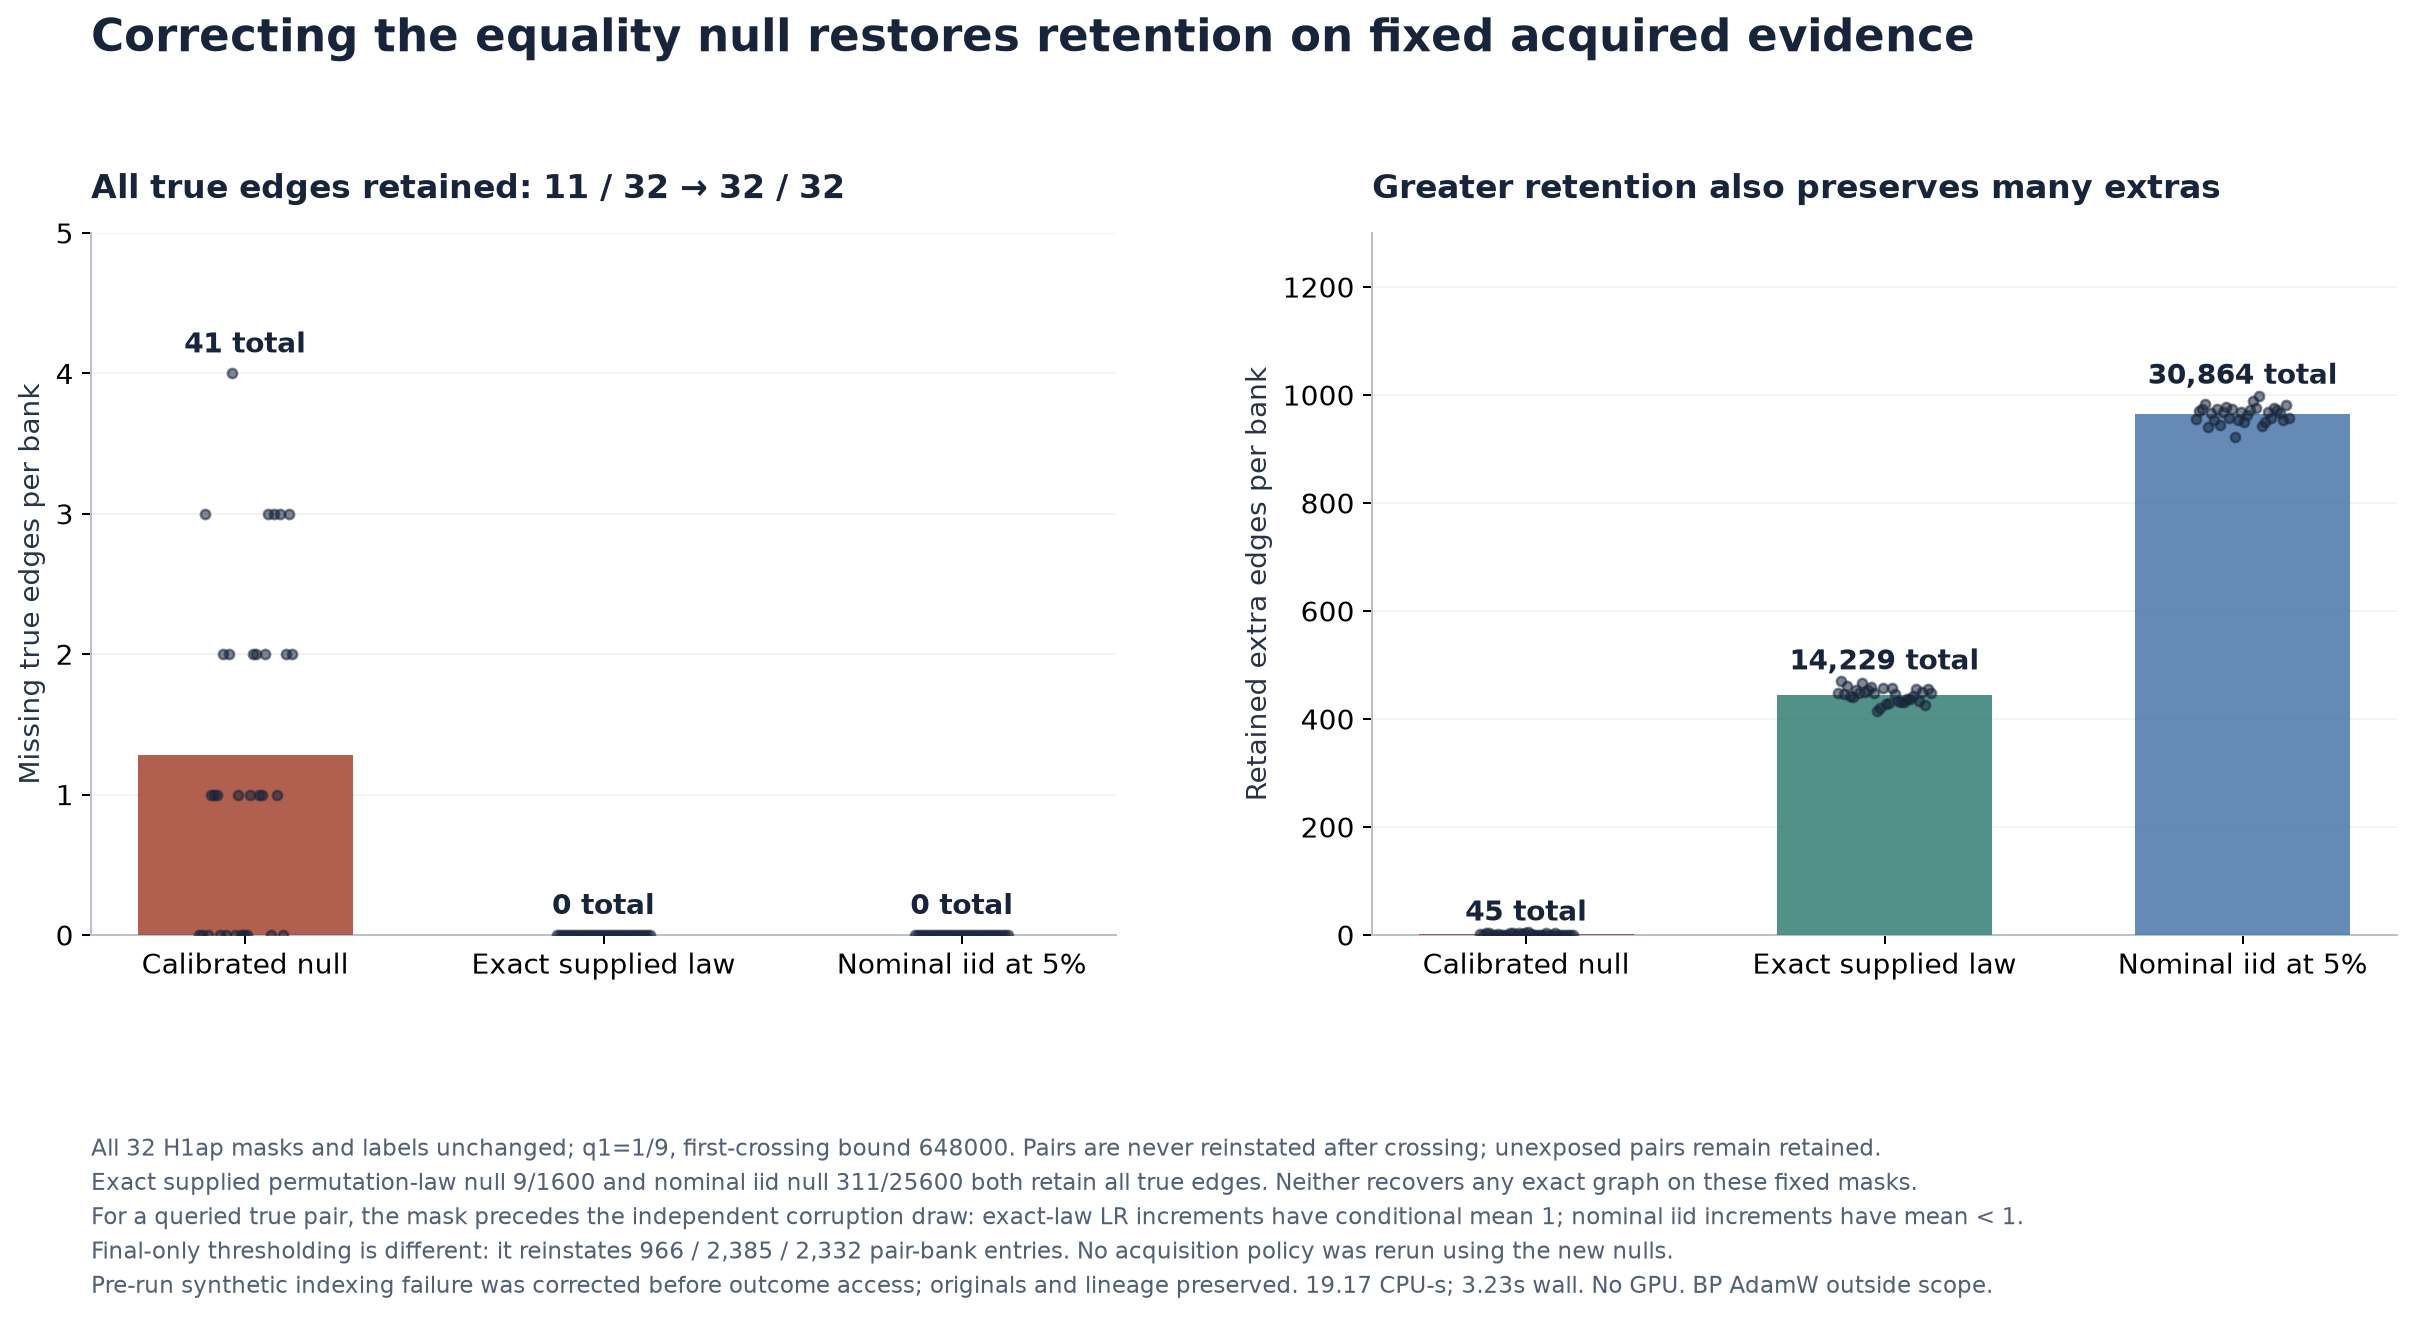 Correcting the equality null restores retention on fixed acquired evidence
All true edges retained: 11 / 32 → 32 / 32
Missing true edges per bank
5
4
3
2
1
0
41 total
0 total
0 total
Calibrated null
Exact supplied law
Nominal iid at 5%
Greater retention also preserves many extras
Retained extra edges per bank
1200
1000
800
600
400
200
0
45 total
14,229 total
30,864 total
Calibrated null
Exact supplied law
Nominal iid at 5%
All 32 H1ap masks and labels unchanged; q1=1/9, first-crossing bound 648000. Pairs are never reinstated after crossing; unexposed pairs remain retained.
Exact supplied permutation-law null 9/1600 and nominal iid null 311/25600 both retain all true edges. Neither recovers any exact graph on these fixed masks.
For a queried true pair, the mask precedes the independent corruption draw: exact-law LR increments have conditional mean 1; nominal iid increments have mean < 1.
Final-only thresholding is different: it reinstates 966 / 2,385 / 2,332 pair-bank entries. No acquisition policy was rerun using the new nulls.
Pre-run synthetic indexing failure was corrected before outcome access; originals and lineage preserved. 19.17 CPU-s; 3.23s wall. No GPU. BP AdamW outside scope.